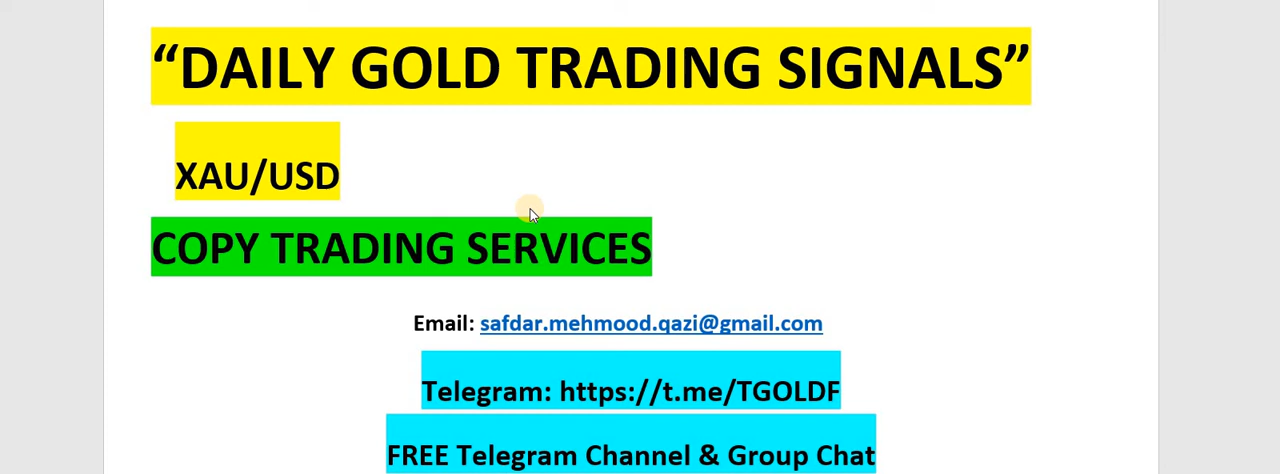 “DAILY GOLD TRADING SIGNALS”
XAU/USD
COPY TRADING SERVICES
Email: safdar.mehmood.qazi@gmail.com
Telegram: https://t.me/TGOLDF
FREE Telegram Channel & Group Chat